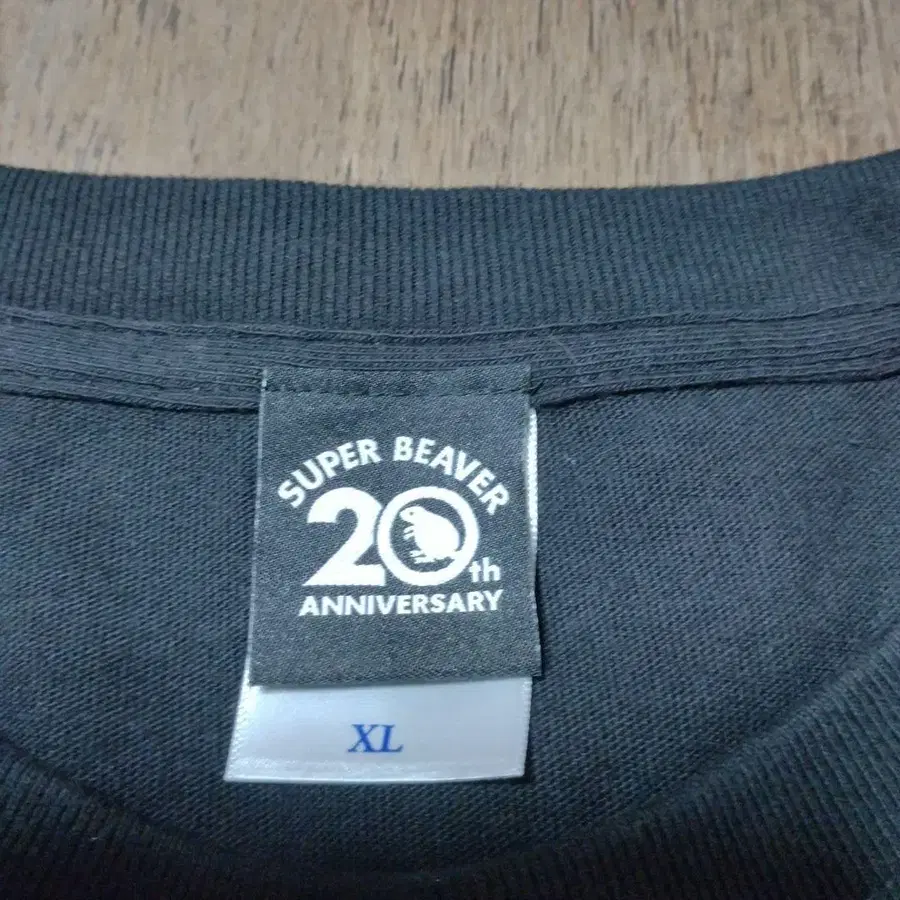 SUPER BEAVER
20th
ANNIVERSARY
XL